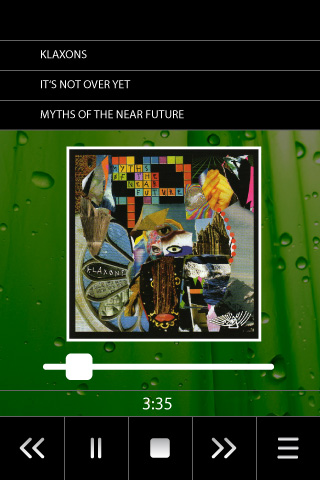 KLAXONS
IT'S NOT OVER YET
MYTHS OF THE NEAR FUTURE
MYTHS
OF THE
NEAR
FUTURE
KLAXONS
3:35